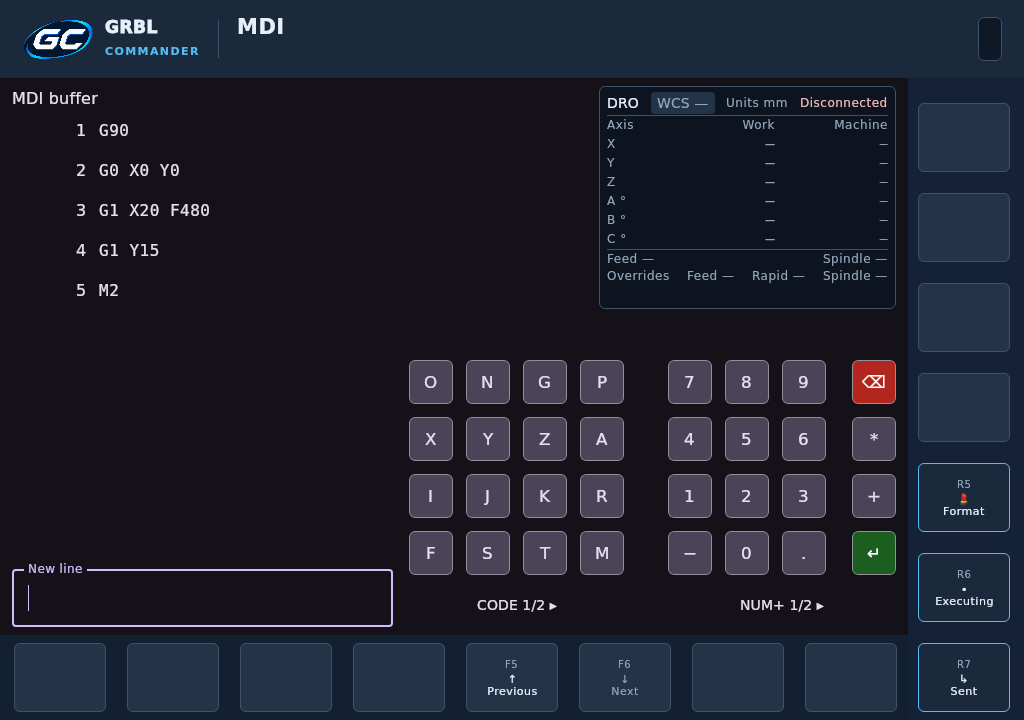 GC
GRBL
COMMANDER
MDI
MDI buffer
1 G90
2 G0 X0 Y0
3 G1 X20 F480
4 G1 Y15
5 M2
DRO WCS — Units mm Disconnected
Axis Work Machine
X — —
Y — —
Z — —
A ° — —
B ° — —
C ° — —
Feed — Spindle —
Overrides Feed — Rapid — Spindle —
O N G P 7 8 9 ⌫
X Y Z A 4 5 6 *
I J K R 1 2 3 +
F S T M − 0 . ↵
New line
CODE 1/2 ▸ NUM+ 1/2 ▸
R5
Format
R6
•
Executing
R7
↳
Sent
F5
↑
Previous
F6
↓
Next